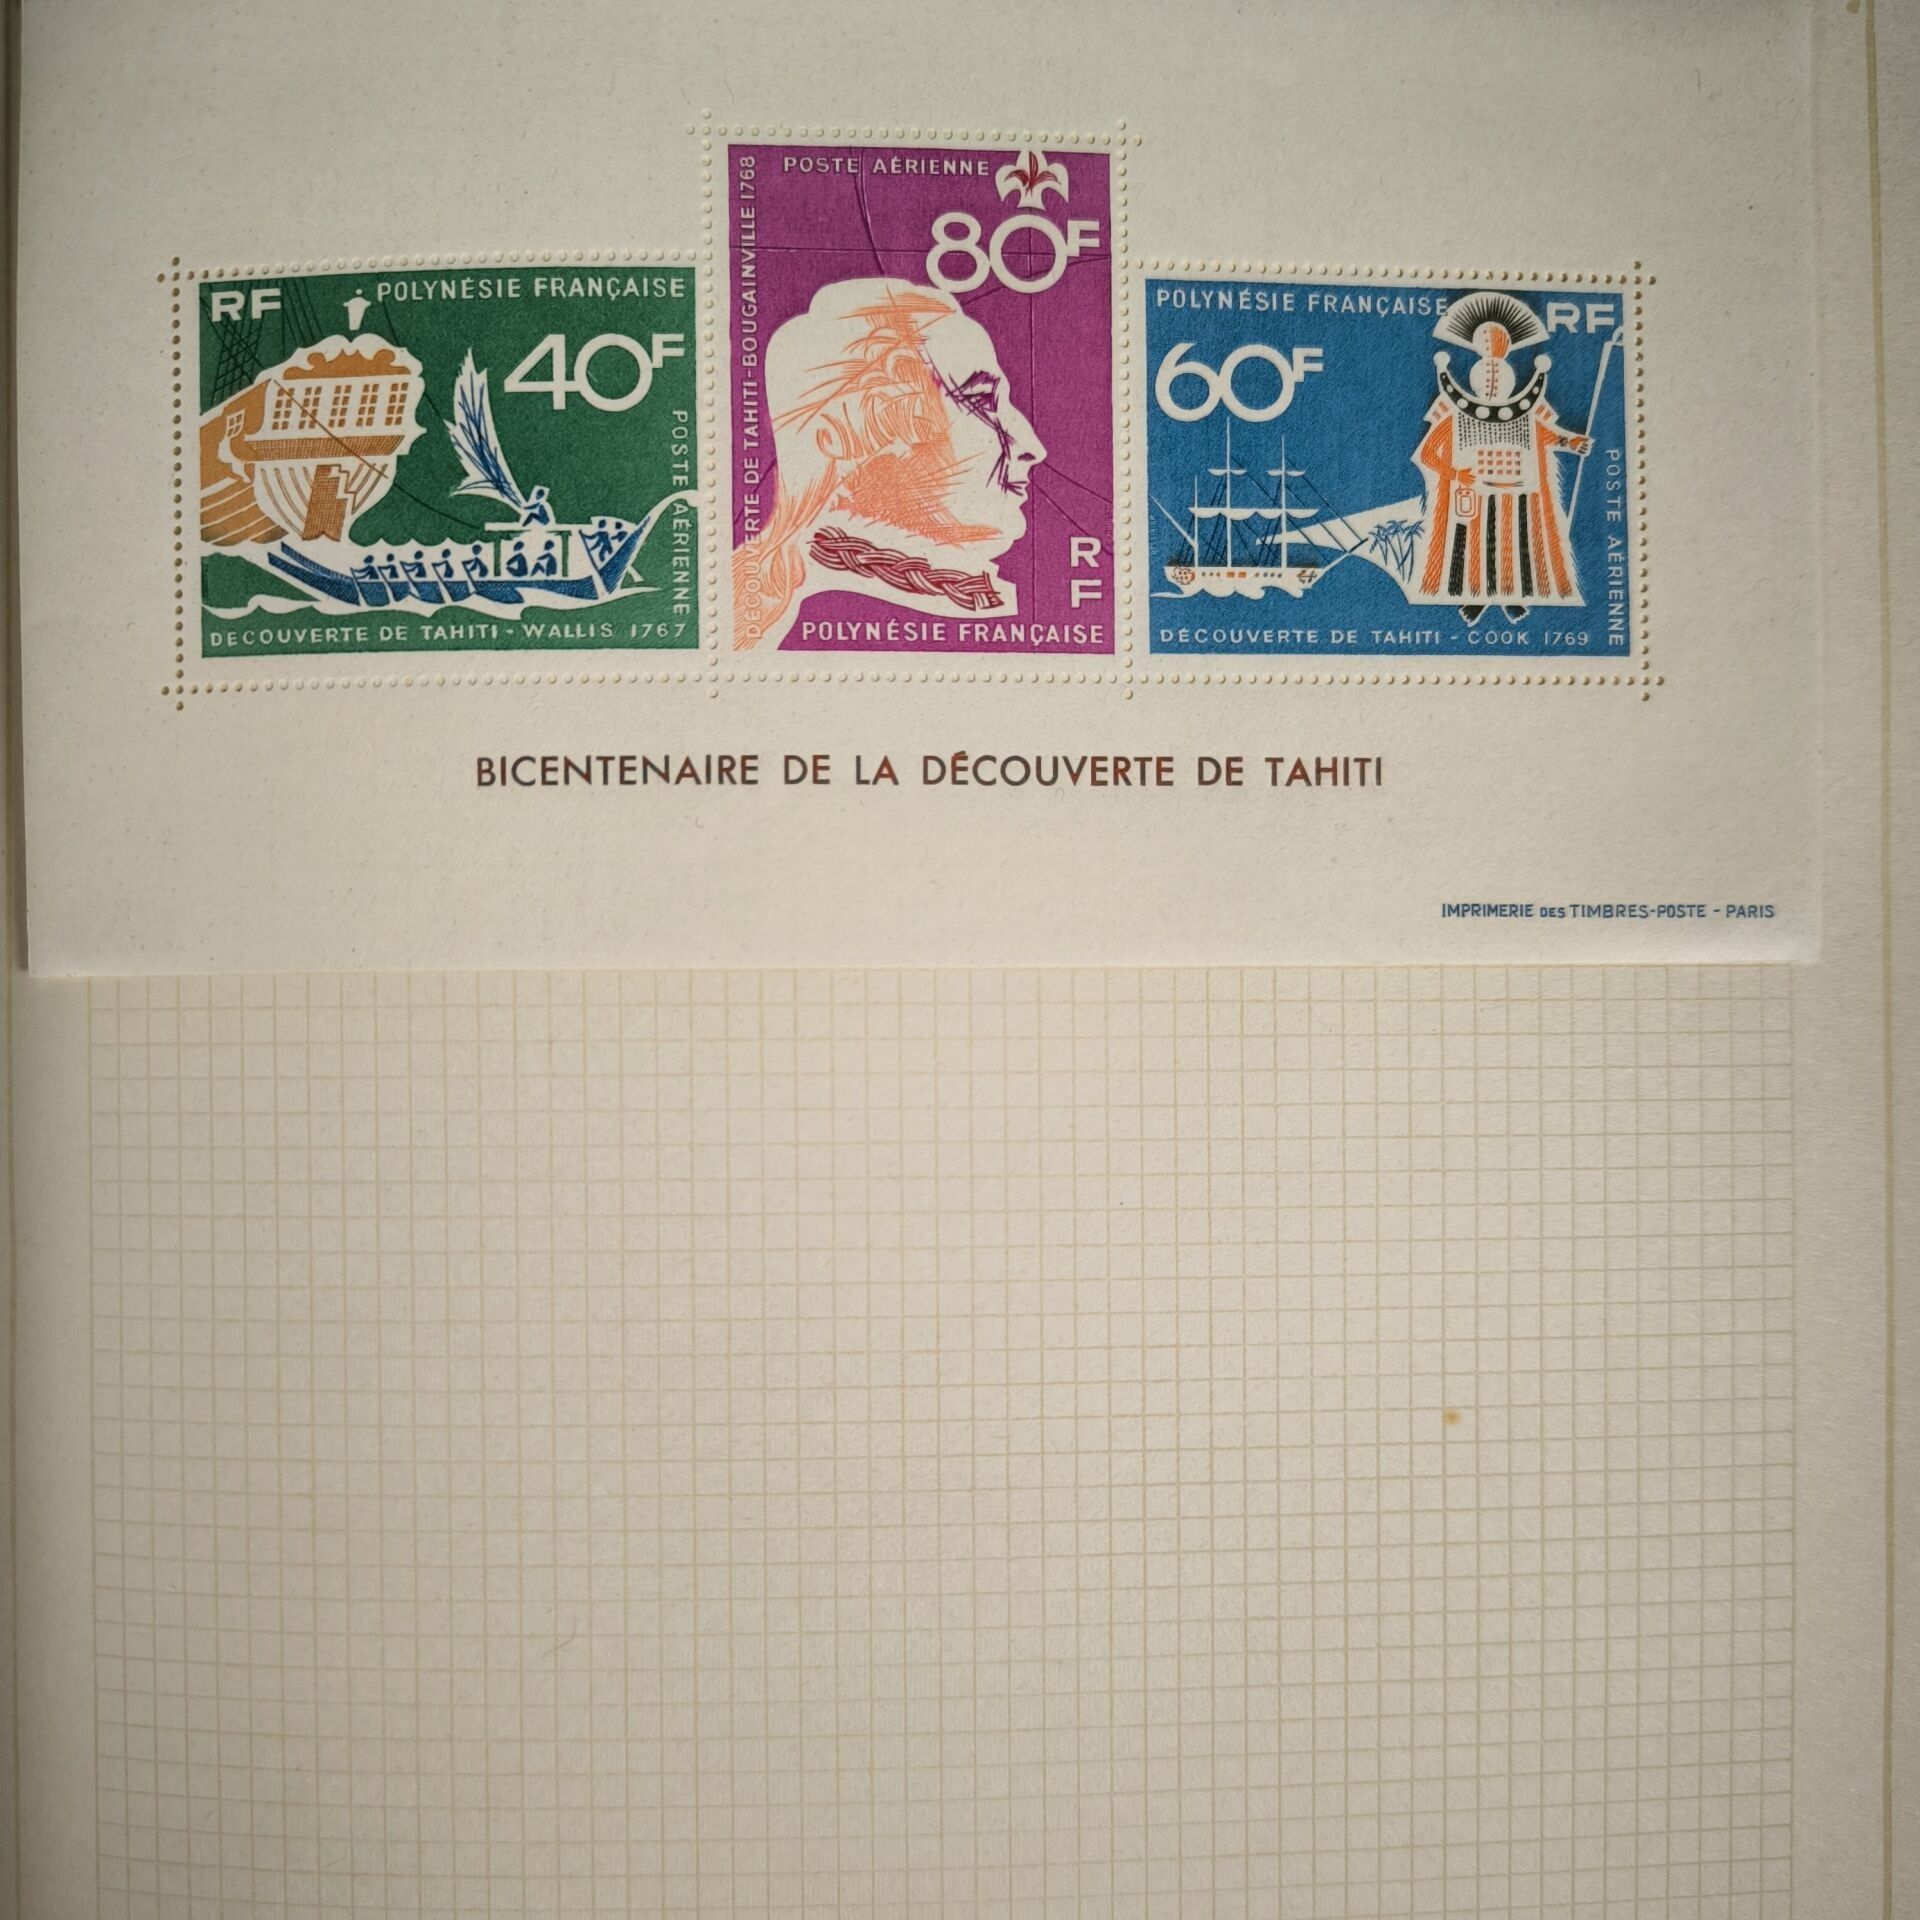 RF
POLYNÉSIE FRANÇAISE
40F
POSTE AÉRIENNE
DECOUVERTE DE TAHITI - WALLIS 1767
POSTE AÉRIENNE
80F
DÉCOUVERTE DE TAHITI-BOUGAINVILLE 1768
RF
POLYNÉSIE FRANÇAISE
POLYNÉSIE FRANÇAISE
RF
60F
POSTE AÉRIENNE
DÉCOUVERTE DE TAHITI - COOK 1769
BICENTENAIRE DE LA DÉCOUVERTE DE TAHITI
IMPRIMERIE DES TIMBRES-POSTE - PARIS